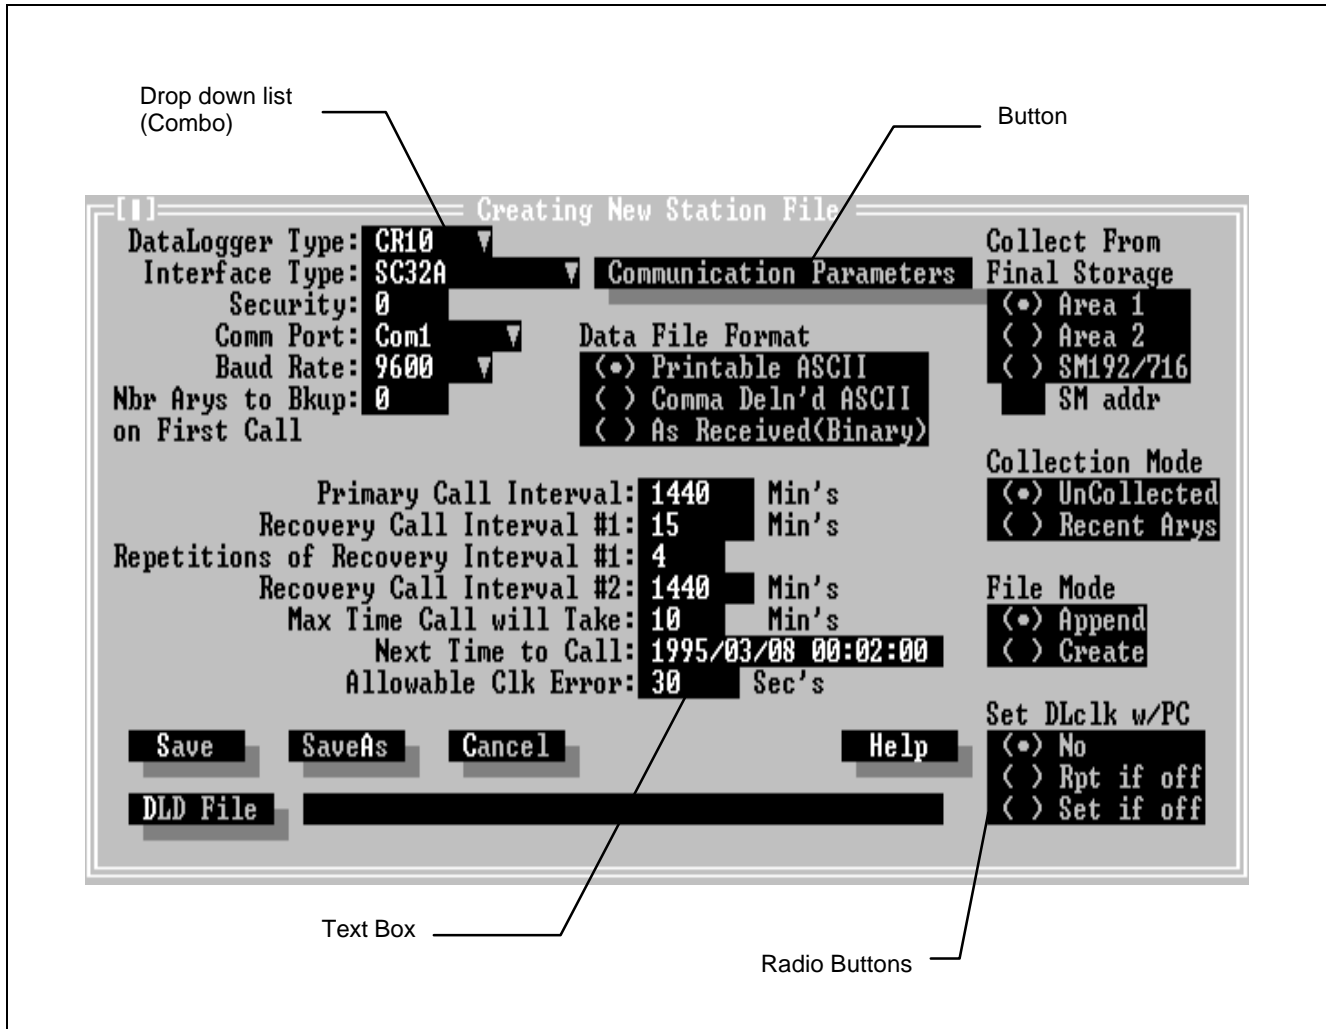 Drop down list
(Combo)
Button
[▮] Creating New Station File
DataLogger Type: CR10 ▼
Interface Type: SC32A ▼
Security: 0
Comm Port: Com1 ▼
Baud Rate: 9600 ▼
Nbr Arys to Bkup: 0
on First Call
Communication Parameters
Data File Format
(•) Printable ASCII
( ) Comma Deln'd ASCII
( ) As Received(Binary)
Collect From
Final Storage
(•) Area 1
( ) Area 2
( ) SM192/716
SM addr
Primary Call Interval: 1440 Min's
Recovery Call Interval #1: 15 Min's
Repetitions of Recovery Interval #1: 4
Recovery Call Interval #2: 1440 Min's
Max Time Call will Take: 10 Min's
Next Time to Call: 1995/03/08 00:02:00
Allowable Clk Error: 30 Sec's
Collection Mode
(•) UnCollected
( ) Recent Arys
File Mode
(•) Append
( ) Create
Set DLclk w/PC
(•) No
( ) Rpt if off
( ) Set if off
Save SaveAs Cancel Help
DLD File
Text Box
Radio Buttons